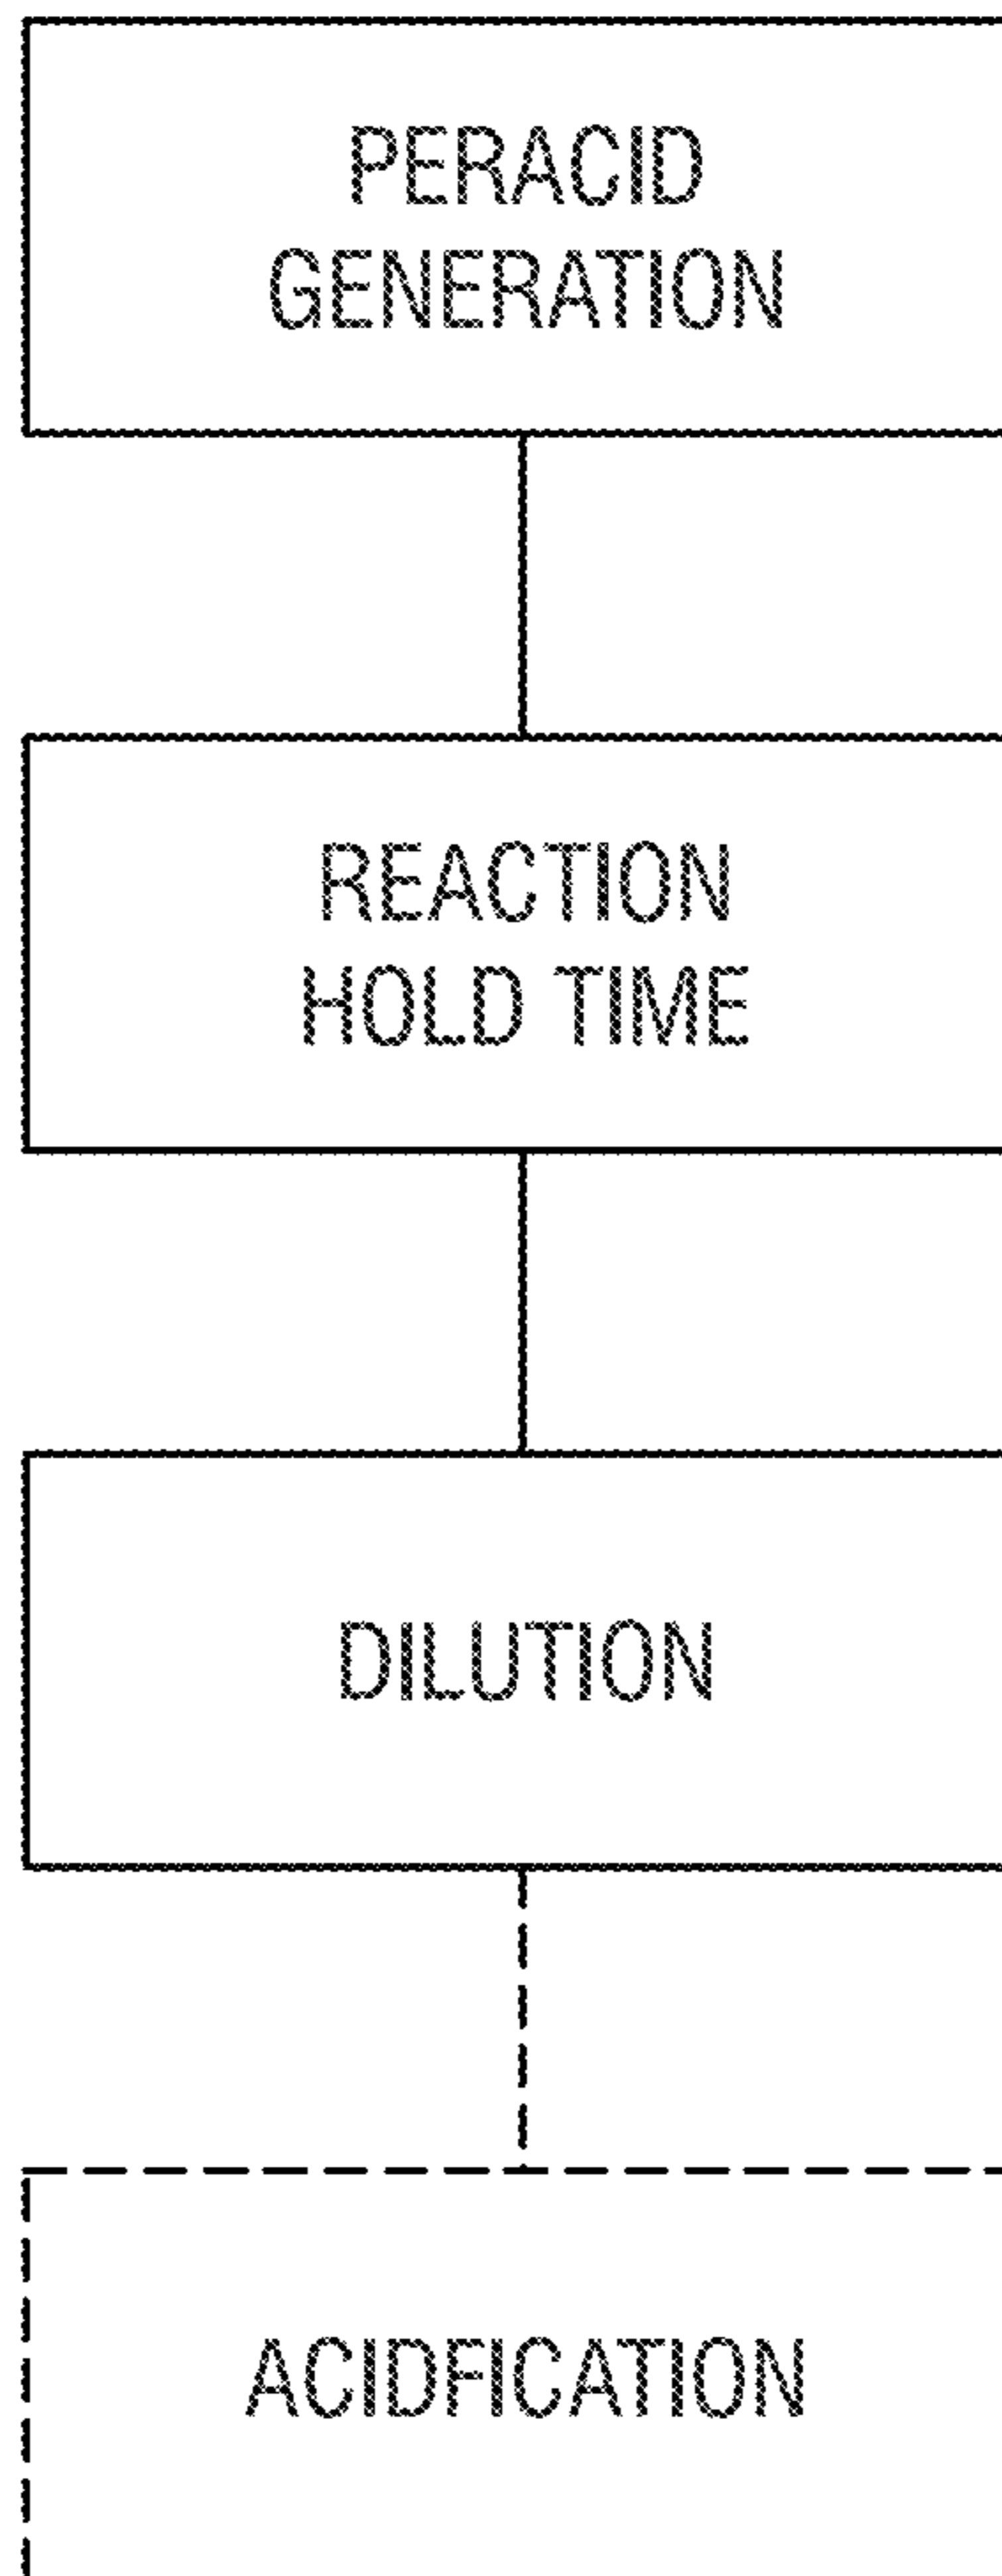 PERACID
GENERATION
REACTION
HOLD TIME
DILUTION
ACIDFICATION